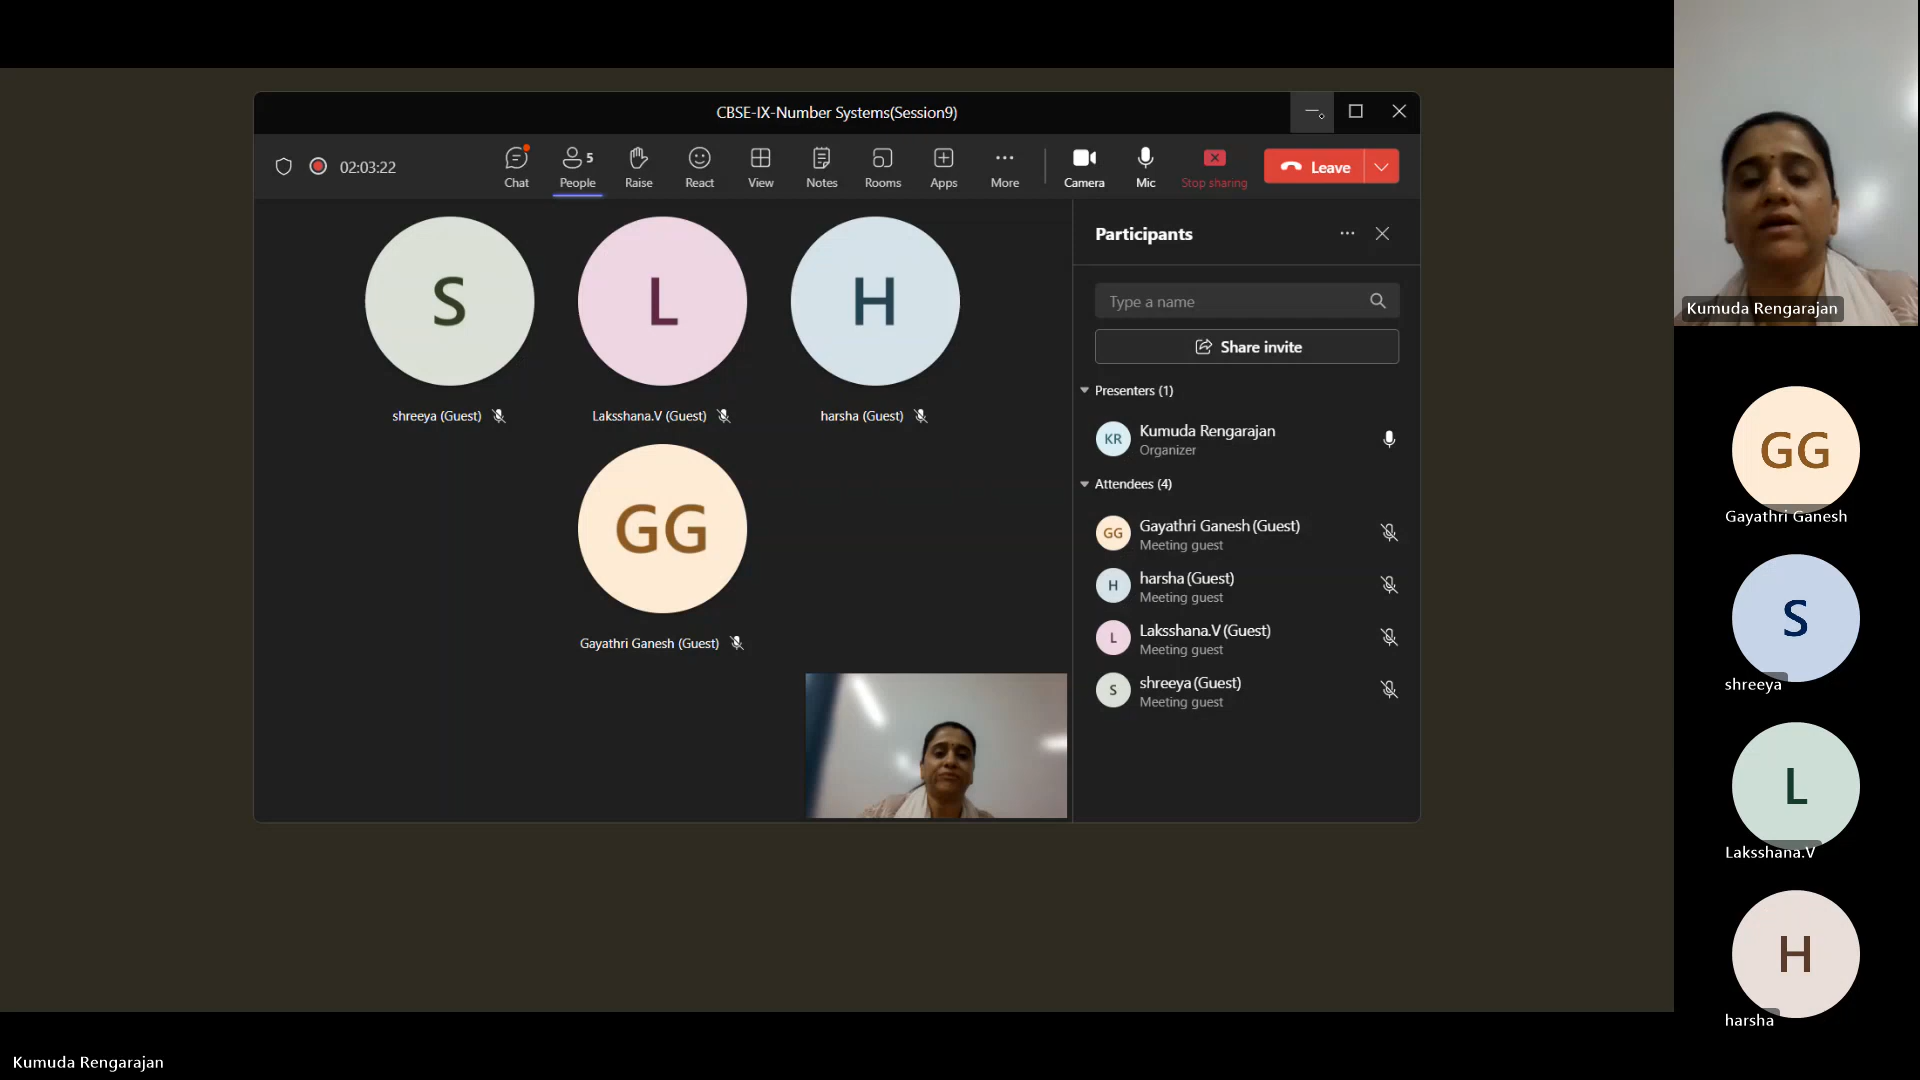 CBSE-IX-Number Systems(Session9)
02:03:22
Chat
5
People
Raise
React
View
Notes
Rooms
Apps
More
Camera
Mic
Stop sharing
Leave
S
L
H
shreeya (Guest)
Laksshana.V (Guest)
harsha (Guest)
GG
Gayathri Ganesh (Guest)
Participants
Type a name
Share invite
Presenters (1)
KR
Kumuda Rengarajan
Organizer
Attendees (4)
GG
Gayathri Ganesh (Guest)
Meeting guest
H
harsha (Guest)
Meeting guest
L
Laksshana.V (Guest)
Meeting guest
S
shreeya (Guest)
Meeting guest
Kumuda Rengarajan
GG
Gayathri Ganesh
S
shreeya
L
Laksshana.V
H
harsha
Kumuda Rengarajan